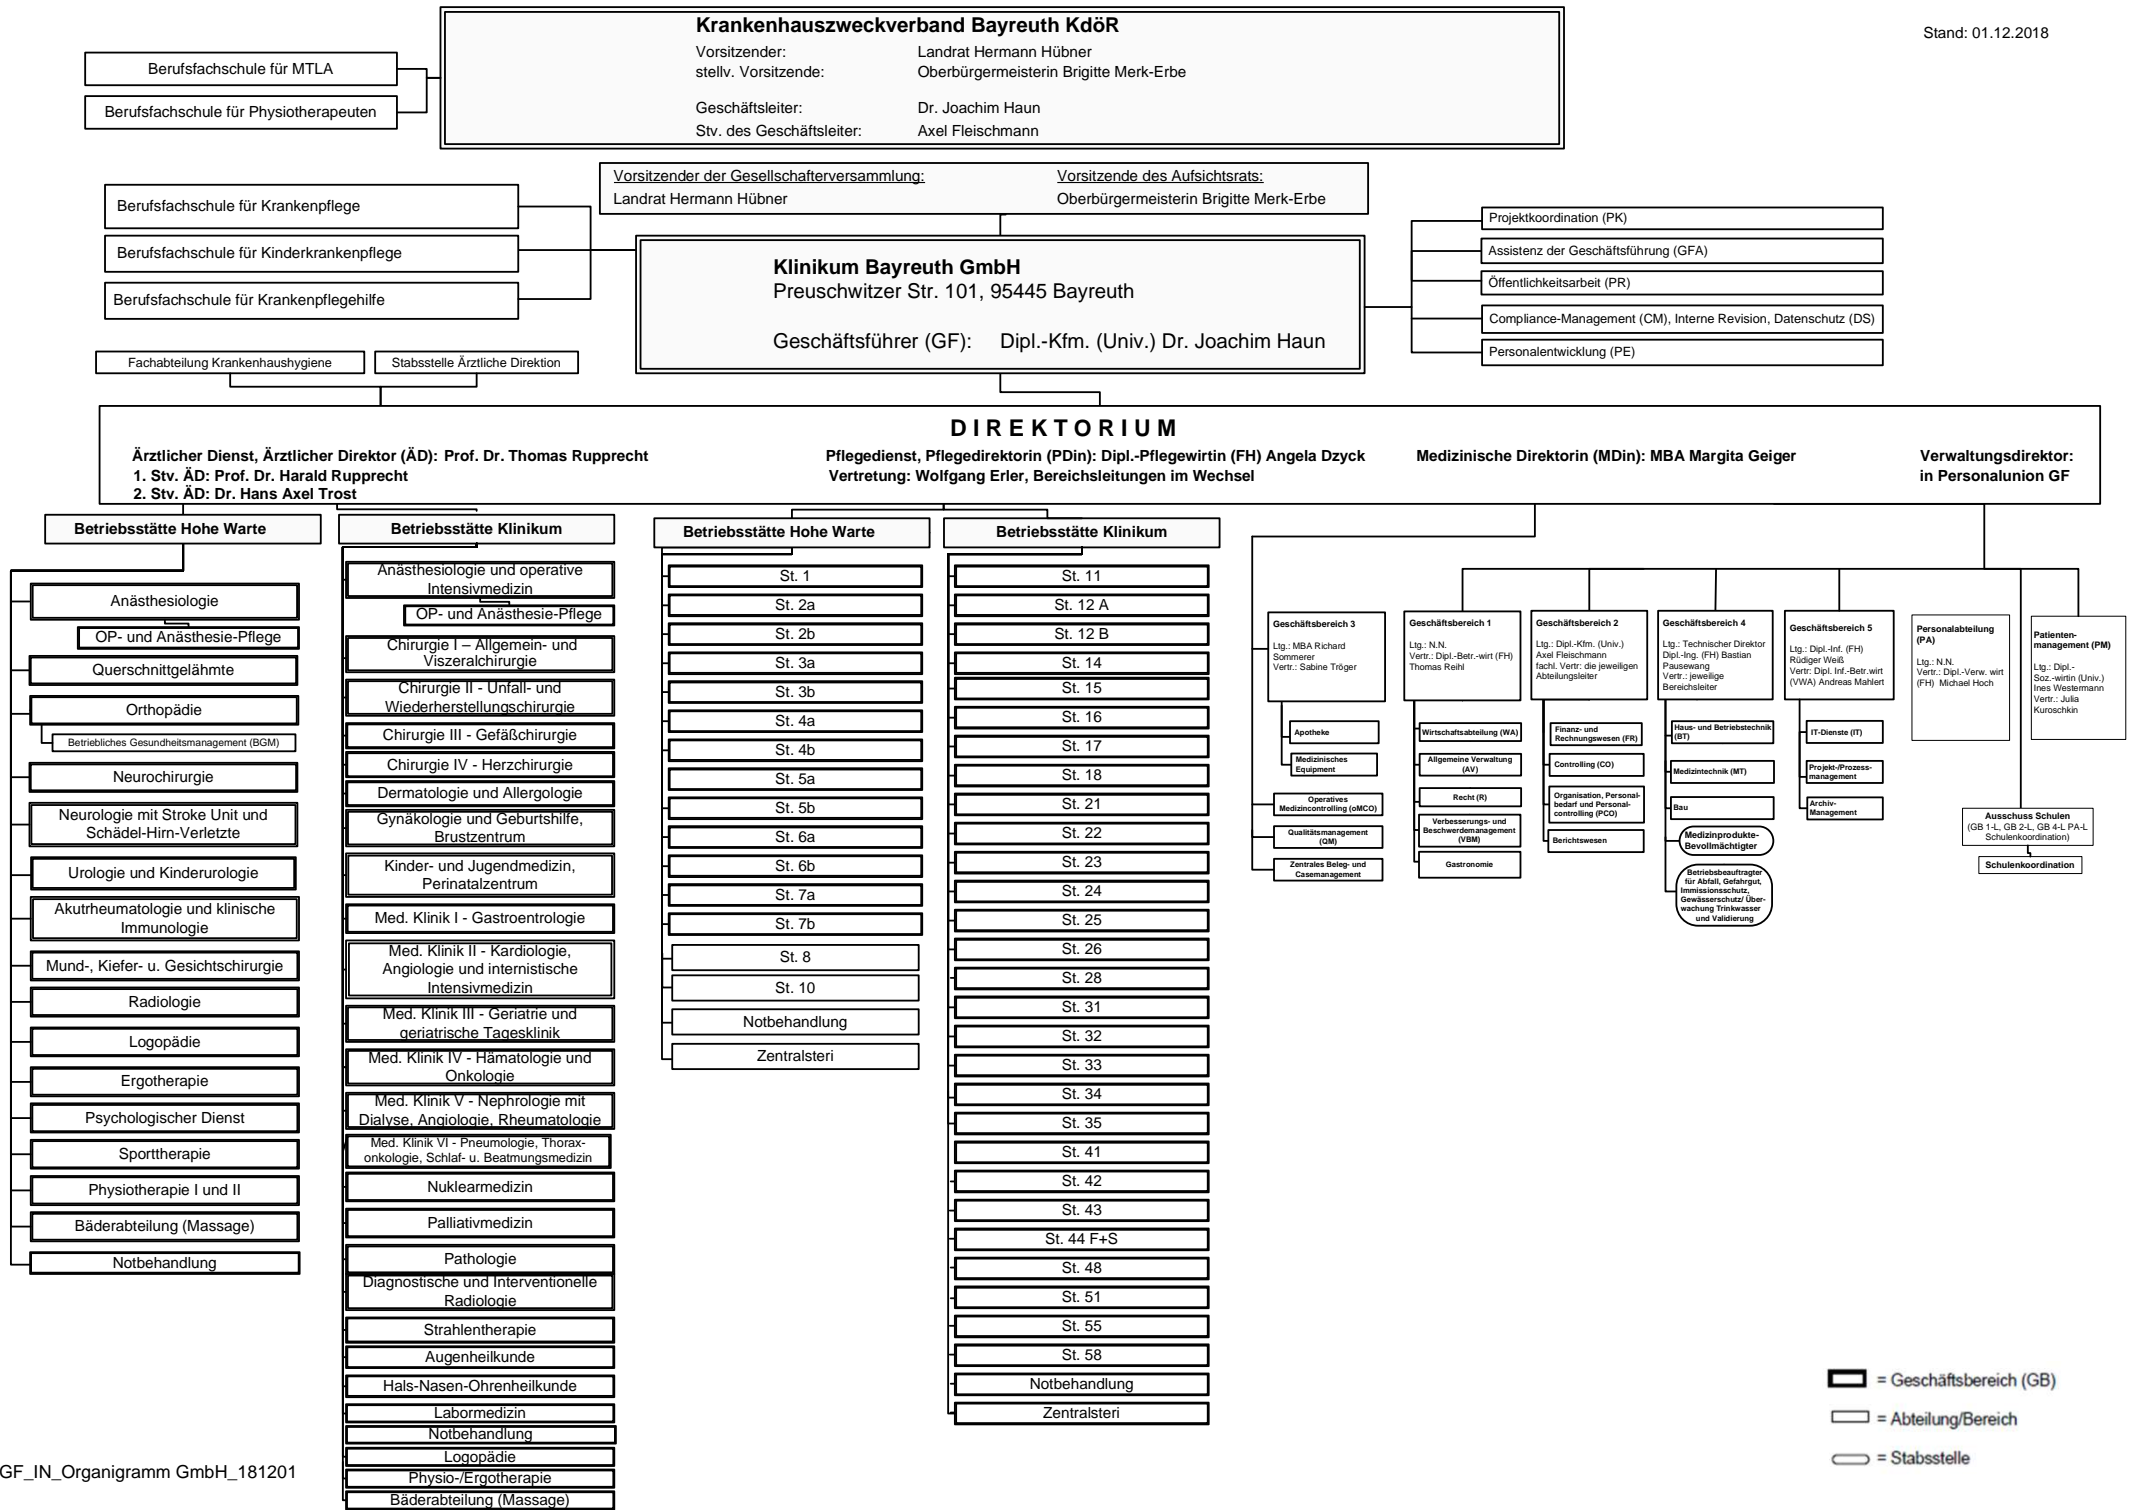 Krankenhauszweckverband Bayreuth KdöR
Vorsitzender: Landrat Hermann Hübner
stellv. Vorsitzende: Oberbürgermeisterin Brigitte Merk-Erbe
Geschäftsleiter: Dr. Joachim Haun
Stv. des Geschäftsleiter: Axel Fleischmann
Stand: 01.12.2018
Berufsfachschule für MTLA
Berufsfachschule für Physiotherapeuten
Vorsitzender der Gesellschafterversammlung:
Landrat Hermann Hübner
Vorsitzende des Aufsichtsrats:
Oberbürgermeisterin Brigitte Merk-Erbe
Berufsfachschule für Krankenpflege
Berufsfachschule für Kinderkrankenpflege
Berufsfachschule für Krankenpflegehilfe
Klinikum Bayreuth GmbH
Preuschwitzer Str. 101, 95445 Bayreuth
Geschäftsführer (GF): Dipl.-Kfm. (Univ.) Dr. Joachim Haun
Projektkoordination (PK)
Assistenz der Geschäftsführung (GFA)
Öffentlichkeitsarbeit (PR)
Compliance-Management (CM), Interne Revision, Datenschutz (DS)
Personalentwicklung (PE)
Fachabteilung Krankenhaushygiene
Stabsstelle Ärztliche Direktion
DIREKTORIUM
Ärztlicher Dienst, Ärztlicher Direktor (ÄD): Prof. Dr. Thomas Rupprecht
1. Stv. ÄD: Prof. Dr. Harald Rupprecht
2. Stv. ÄD: Dr. Hans Axel Trost
Pflegedienst, Pflegedirektorin (PDin): Dipl.-Pflegewirtin (FH) Angela Dzyck
Vertretung: Wolfgang Erler, Bereichsleitungen im Wechsel
Medizinische Direktorin (MDin): MBA Margita Geiger
Verwaltungsdirektor:
in Personalunion GF
Betriebsstätte Hohe Warte
Anästhesiologie
OP- und Anästhesie-Pflege
Querschnittgelähmte
Orthopädie
Betriebliches Gesundheitsmanagement (BGM)
Neurochirurgie
Neurologie mit Stroke Unit und
Schädel-Hirn-Verletzte
Urologie und Kinderurologie
Akutrheumatologie und klinische
Immunologie
Mund-, Kiefer- u. Gesichtschirurgie
Radiologie
Logopädie
Ergotherapie
Psychologischer Dienst
Sporttherapie
Physiotherapie I und II
Bäderabteilung (Massage)
Notbehandlung
Betriebsstätte Klinikum
Anästhesiologie und operative
Intensivmedizin
OP- und Anästhesie-Pflege
Chirurgie I – Allgemein- und
Viszeralchirurgie
Chirurgie II - Unfall- und
Wiederherstellungschirurgie
Chirurgie III - Gefäßchirurgie
Chirurgie IV - Herzchirurgie
Dermatologie und Allergologie
Gynäkologie und Geburtshilfe,
Brustzentrum
Kinder- und Jugendmedizin,
Perinatalzentrum
Med. Klinik I - Gastroentrologie
Med. Klinik II - Kardiologie,
Angiologie und internistische
Intensivmedizin
Med. Klinik III - Geriatrie und
geriatrische Tagesklinik
Med. Klinik IV - Hämatologie und
Onkologie
Med. Klinik V - Nephrologie mit
Dialyse, Angiologie, Rheumatologie
Med. Klinik VI - Pneumologie, Thorax-
onkologie, Schlaf- u. Beatmungsmedizin
Nuklearmedizin
Palliativmedizin
Pathologie
Diagnostische und Interventionelle
Radiologie
Strahlentherapie
Augenheilkunde
Hals-Nasen-Ohrenheilkunde
Labormedizin
Notbehandlung
Logopädie
Physio-/Ergotherapie
Bäderabteilung (Massage)
Betriebsstätte Hohe Warte
St. 1
St. 2a
St. 2b
St. 3a
St. 3b
St. 4a
St. 4b
St. 5a
St. 5b
St. 6a
St. 6b
St. 7a
St. 7b
St. 8
St. 10
Notbehandlung
Zentralsteri
Betriebsstätte Klinikum
St. 11
St. 12 A
St. 12 B
St. 14
St. 15
St. 16
St. 17
St. 18
St. 21
St. 22
St. 23
St. 24
St. 25
St. 26
St. 28
St. 31
St. 32
St. 33
St. 34
St. 35
St. 41
St. 42
St. 43
St. 44 F+S
St. 48
St. 51
St. 55
St. 58
Notbehandlung
Zentralsteri
Geschäftsbereich 3
Ltg.: MBA Richard
Sommerer
Vertr.: Sabine Tröger
Apotheke
Medizinisches
Equipment
Operatives
Medizincontrolling (oMCO)
Qualitätsmanagement
(QM)
Zentrales Beleg- und
Casemanagement
Geschäftsbereich 1
Ltg.: N.N.
Vertr.: Dipl.-Betr.-wirt (FH)
Thomas Reihl
Wirtschaftsabteilung (WA)
Allgemeine Verwaltung
(AV)
Recht (R)
Verbesserungs- und
Beschwerdemanagement
(VBM)
Gastronomie
Geschäftsbereich 2
Ltg.: Dipl.-Kfm. (Univ.)
Axel Fleischmann
fachl. Vertr: die jeweiligen
Abteilungsleiter
Finanz- und
Rechnungswesen (FR)
Controlling (CO)
Organisation, Personal-
bedarf und Personal-
controlling (PCO)
Berichtswesen
Geschäftsbereich 4
Ltg.: Technischer Direktor
Dipl.-Ing. (FH) Bastian
Pausewang
Vertr.: jeweilige
Bereichsleiter
Haus- und Betriebstechnik
(BT)
Medizintechnik (MT)
Bau
Medizinprodukte-
Bevollmächtigter
Betriebsbeauftragter
für Abfall, Gefahrgut,
Immissionsschutz,
Gewässerschutz/ Über-
wachung Trinkwasser
und Validierung
Geschäftsbereich 5
Ltg.: Dipl.-Inf. (FH)
Rüdiger Weiß
Vertr: Dipl. Inf.-Betr.wirt
(VWA) Andreas Mahlert
IT-Dienste (IT)
Projekt-/Prozess-
management
Archiv-
Management
Personalabteilung
(PA)
Ltg.: N.N.
Vertr.: Dipl.-Verw. wirt
(FH) Michael Hoch
Patienten-
management (PM)
Ltg.: Dipl.-
Soz.-wirtin (Univ.)
Ines Westermann
Vertr.: Julia
Kuroschkin
Ausschuss Schulen
(GB 1-L, GB 2-L, GB 4-L PA-L
Schulenkoordination)
Schulenkoordination
= Geschäftsbereich (GB)
= Abteilung/Bereich
= Stabsstelle
GF_IN_Organigramm GmbH_181201